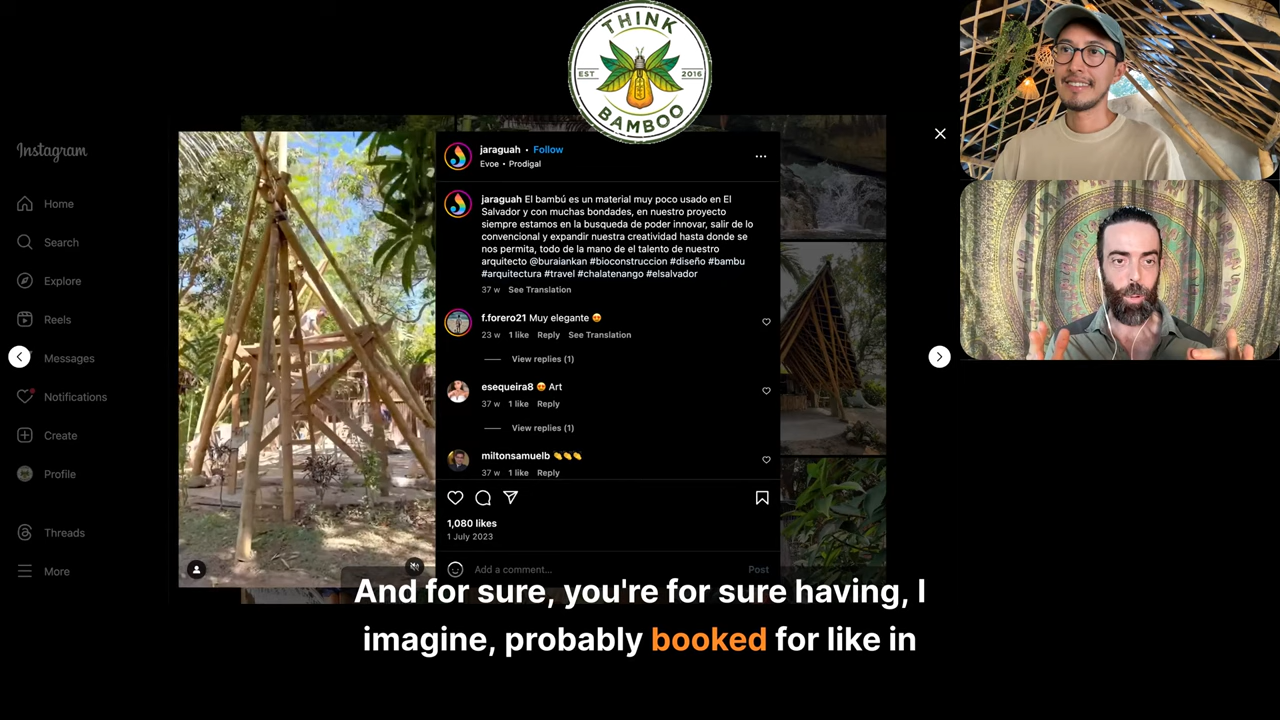 THINK
EST 2016
BAMBOO
Instagram
Home
Search
Explore
Reels
Messages
Notifications
Create
Profile
Threads
More
jaraguah • Follow
Evoe • Prodigal
jaraguah El bambú es un material muy poco usado en El
Salvador y con muchas bondades, en nuestro proyecto
siempre estamos en la busqueda de poder innovar, salir de lo
convencional y expandir nuestra creatividad hasta donde se
nos permita, todo de la mano de el talento de nuestro
arquitecto @buraiankan #bioconstruccion #diseño #bambu
#arquitectura #travel #chalatenango #elsalvador
37 w See Translation
f.forero21 Muy elegante 😍
23 w 1 like Reply See Translation
View replies (1)
esequeira8 😍 Art
37 w 1 like Reply
View replies (1)
miltonsamuelb 👏👏👏
37 w 1 like Reply
1,080 likes
1 July 2023
Add a comment... Post
And for sure, you're for sure having, I
imagine, probably booked for like in